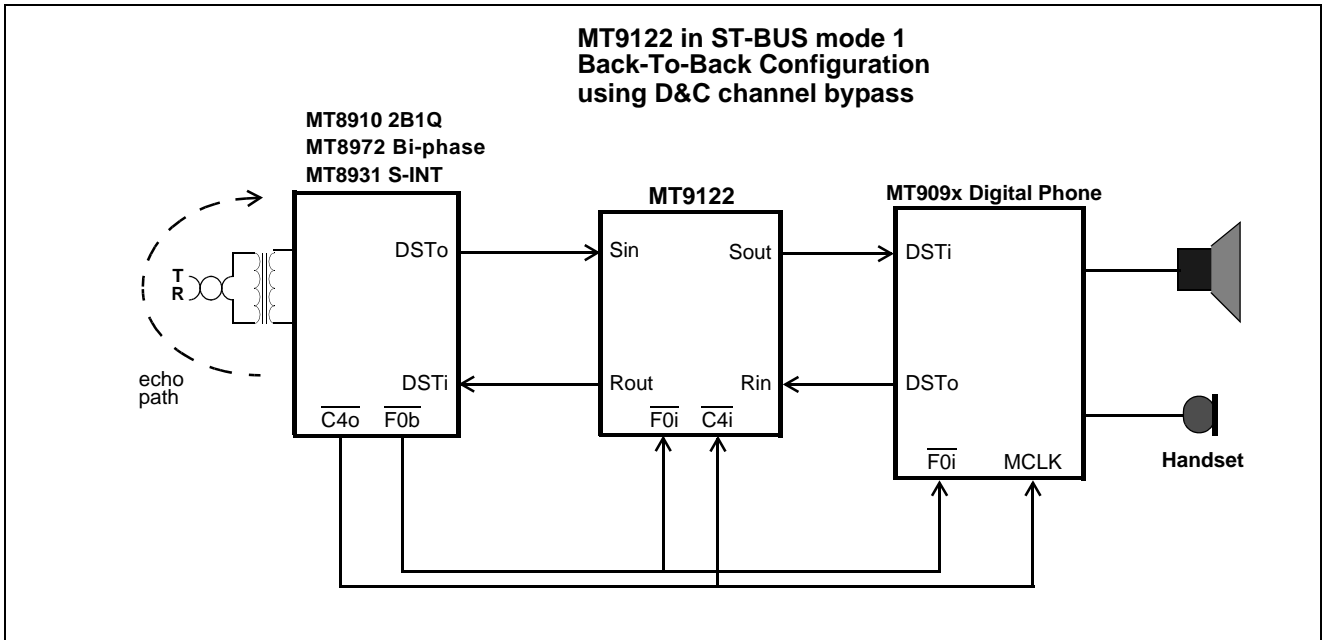 MT9122 in ST-BUS mode 1
Back-To-Back Configuration
using D&C channel bypass
MT8910 2B1Q
MT8972 Bi-phase
MT8931 S-INT
MT9122
MT909x Digital Phone
DSTo
Sin
Sout
DSTi
T
R
echo
path
DSTi
Rout
Rin
DSTo
C4o
F0b
F0i
C4i
F0i
MCLK
Handset